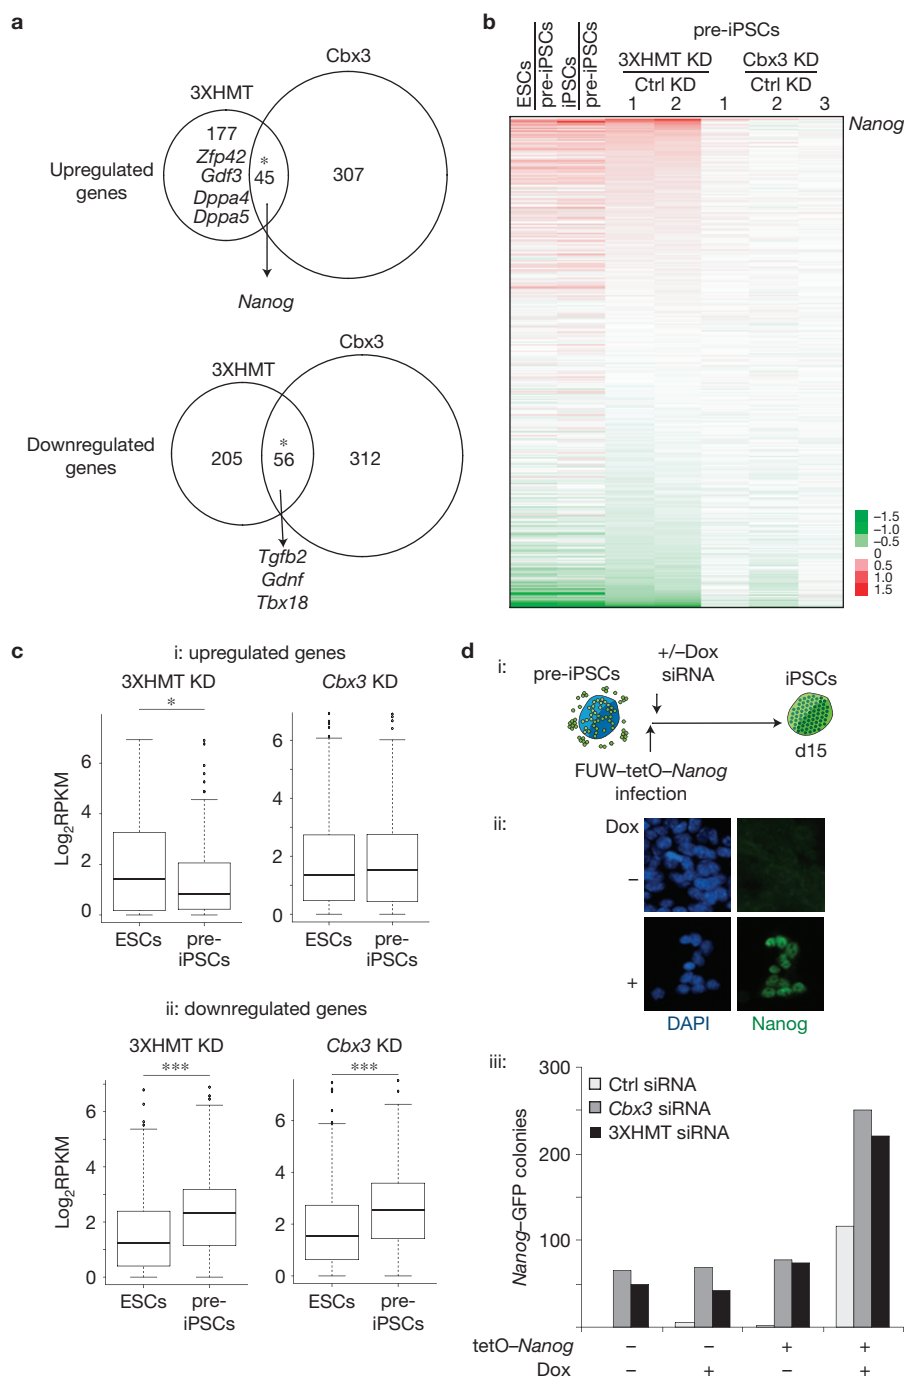 a
Cbx3
3XHMT
177
Zfp42
Gdf3
Dppa4
Dppa5
*
45
307
Upregulated
genes
Nanog
Cbx3
3XHMT
Downregulated
genes
205
*
56
312
Tgfb2
Gdnf
Tbx18
b
pre-iPSCs
ESCs
pre-iPSCs
iPSCs
pre-iPSCs
3XHMT KD
Ctrl KD
Cbx3 KD
Ctrl KD
1 2 1 2 3
Nanog
−1.5
−1.0
−0.5
0
0.5
1.0
1.5
c
i: upregulated genes
3XHMT KD
*
Cbx3 KD
Log2RPKM
6
4
2
0
6
4
2
0
ESCs
pre-
iPSCs
ESCs
pre-
iPSCs
ii: downregulated genes
3XHMT KD
***
Cbx3 KD
***
Log2RPKM
6
4
2
0
6
4
2
0
ESCs
pre-
iPSCs
ESCs
pre-
iPSCs
d
i:
pre-iPSCs
+/−Dox
siRNA
iPSCs
d15
FUW–tetO–Nanog
infection
ii:
Dox
−
+
DAPI
Nanog
iii:
300
200
100
Nanog–GFP colonies
Ctrl siRNA
Cbx3 siRNA
3XHMT siRNA
tetO–Nanog − − + +
Dox − + − +